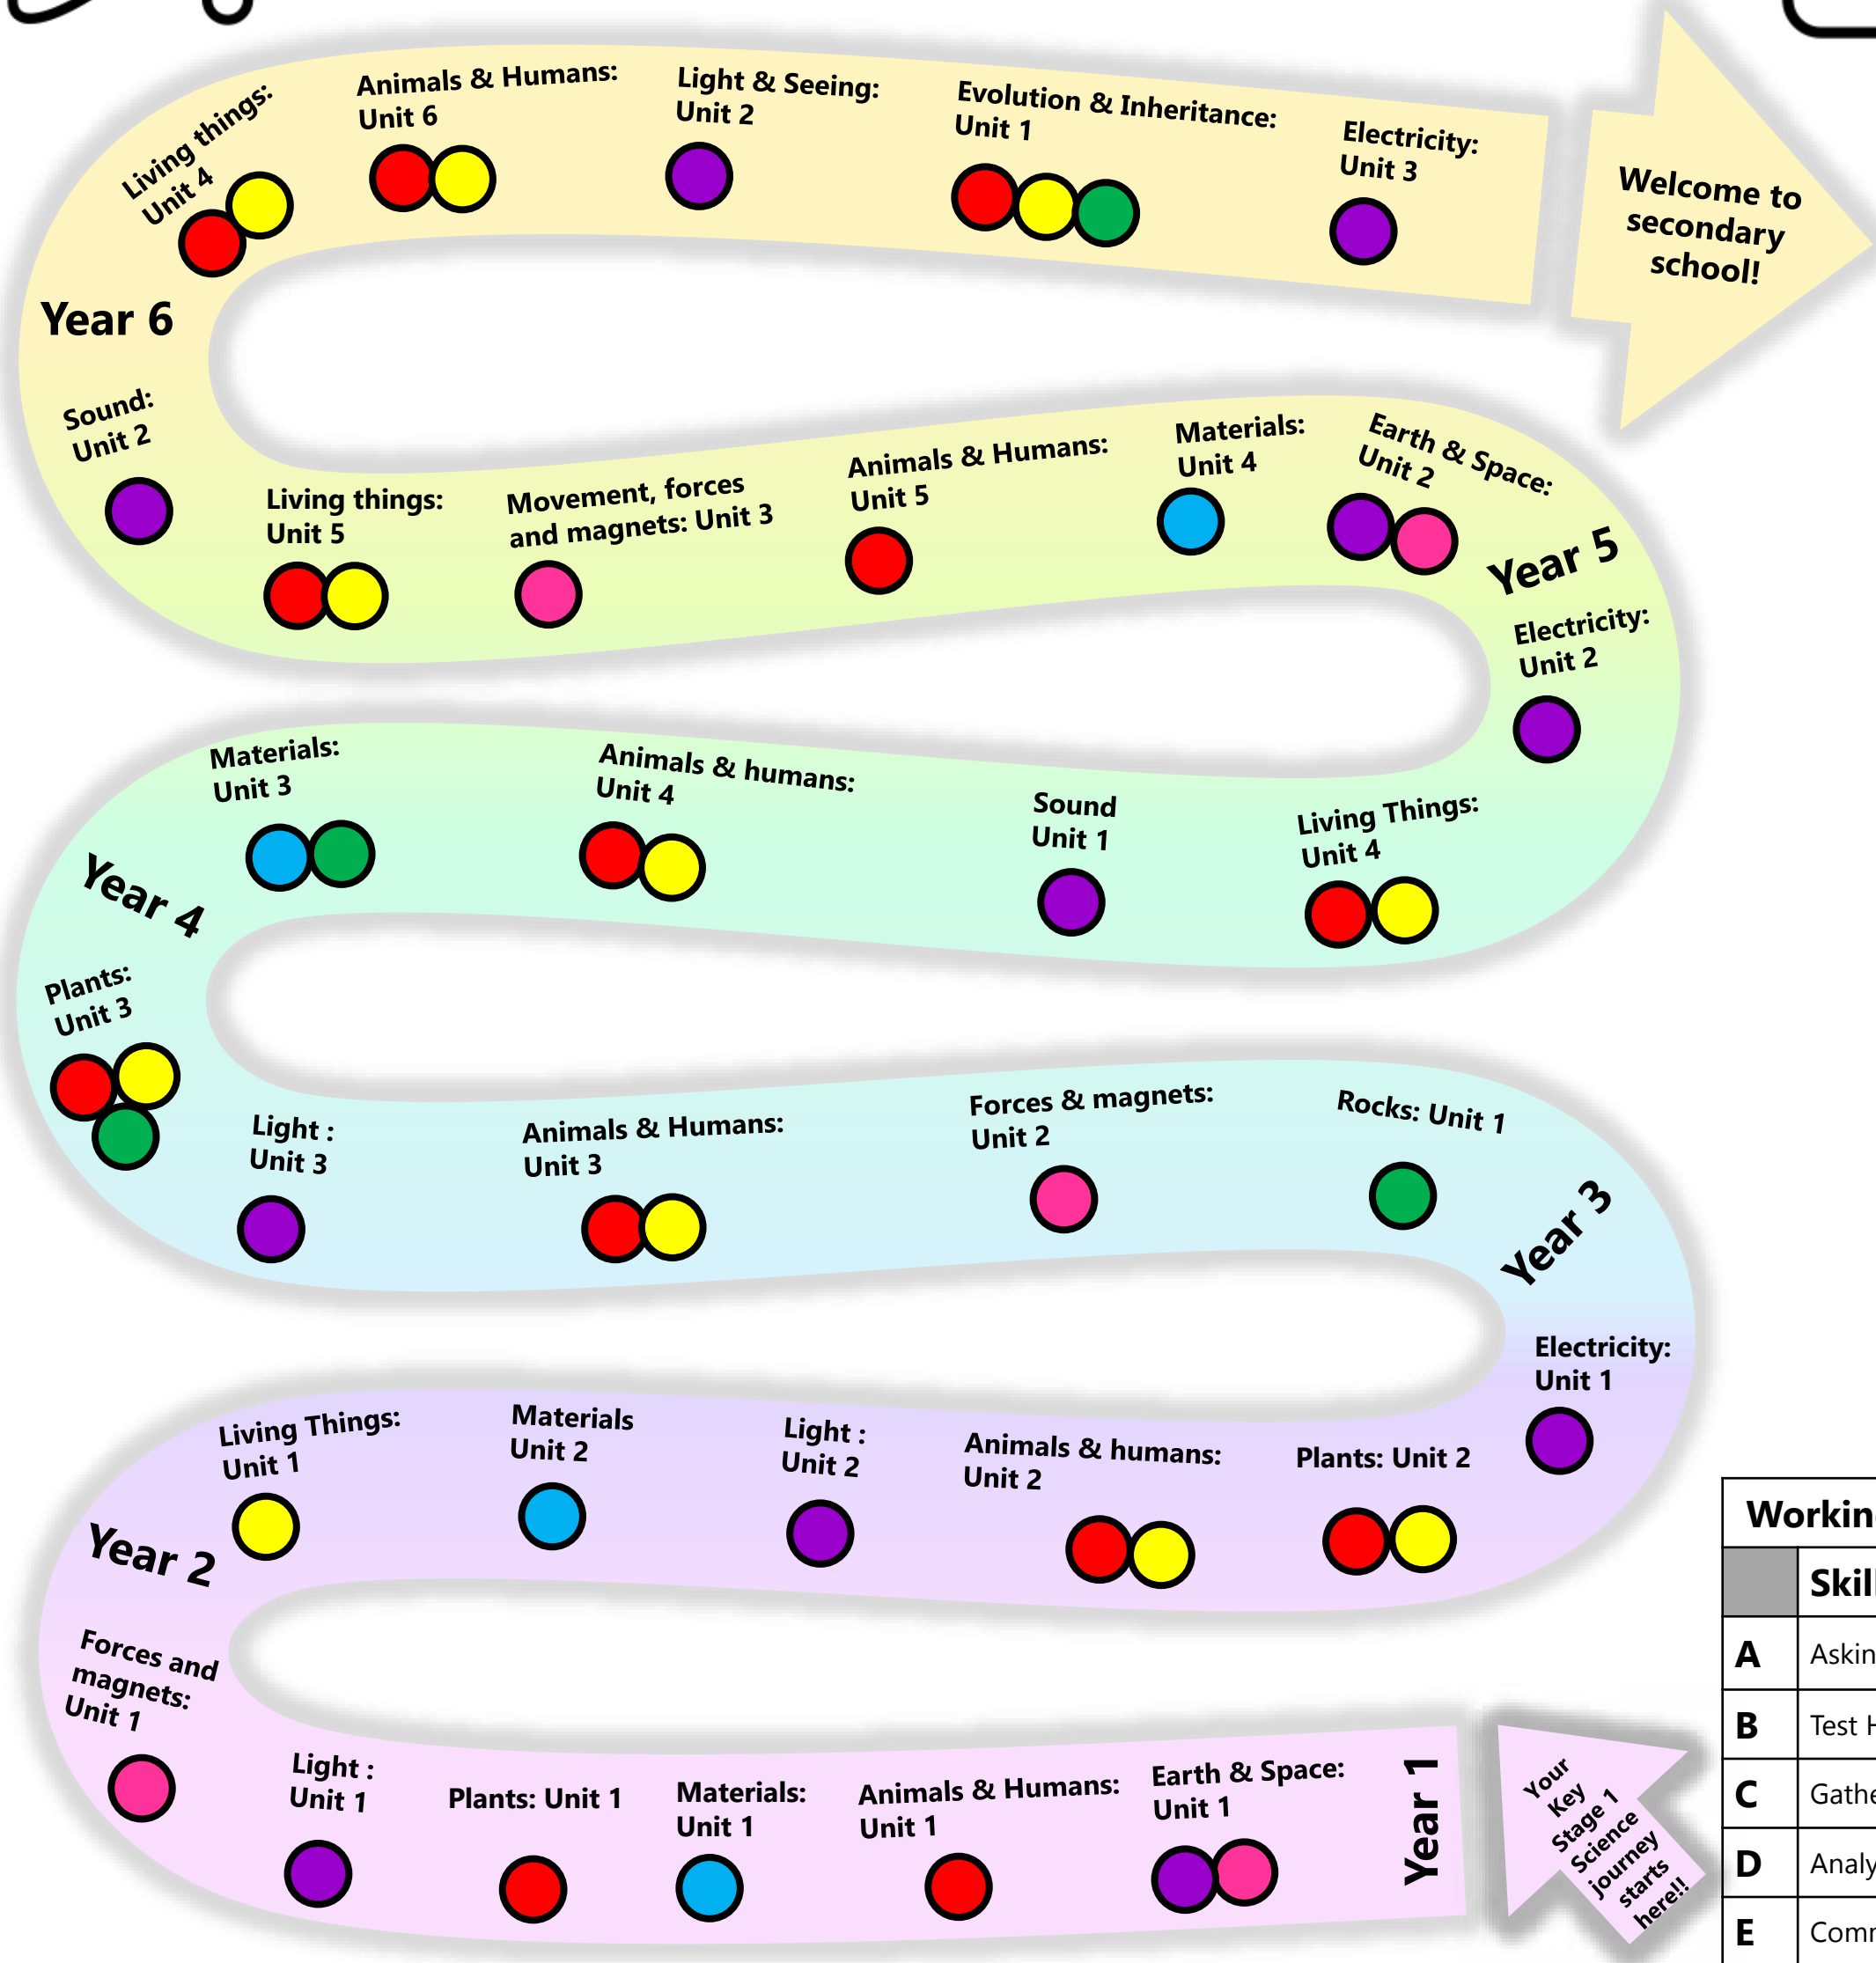 Living things:
Unit 4
Animals & Humans:
Unit 6
Light & Seeing:
Unit 2
Evolution & Inheritance:
Unit 1
Electricity:
Unit 3
Welcome to
secondary
school!
Year 6
Sound:
Unit 2
Living things:
Unit 5
Movement, forces
and magnets: Unit 3
Animals & Humans:
Unit 5
Materials:
Unit 4
Earth & Space:
Unit 2
Year 5
Electricity:
Unit 2
Materials:
Unit 3
Animals & humans:
Unit 4
Sound
Unit 1
Living Things:
Unit 4
Year 4
Plants:
Unit 3
Light :
Unit 3
Animals & Humans:
Unit 3
Forces & magnets:
Unit 2
Rocks: Unit 1
Year 3
Electricity:
Unit 1
Living Things:
Unit 1
Materials
Unit 2
Light :
Unit 2
Animals & humans:
Unit 2
Plants: Unit 2
Year 2
Forces and
magnets:
Unit 1
Light :
Unit 1
Plants: Unit 1
Materials:
Unit 1
Animals & Humans:
Unit 1
Earth & Space:
Unit 1
Year 1
Your
Key
Stage 1
Science
journey
starts
here!!
A
B
Test
C
D
E